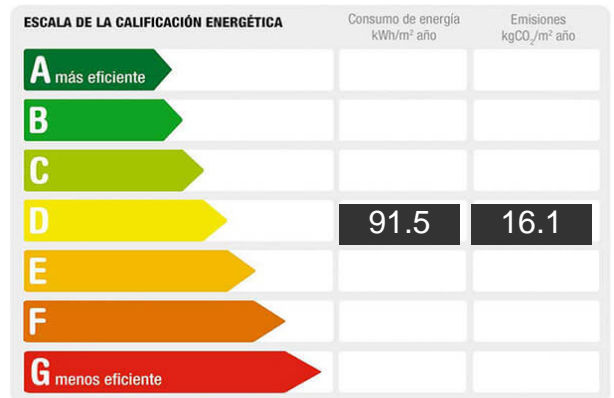 ESCALA DE LA CALIFICACIÓN ENERGÉTICA
Consumo de energía
kWh/m² año
Emisiones
kgCO₂/m² año
A más eficiente
B
C
D 91.5 16.1
E
F
G menos eficiente